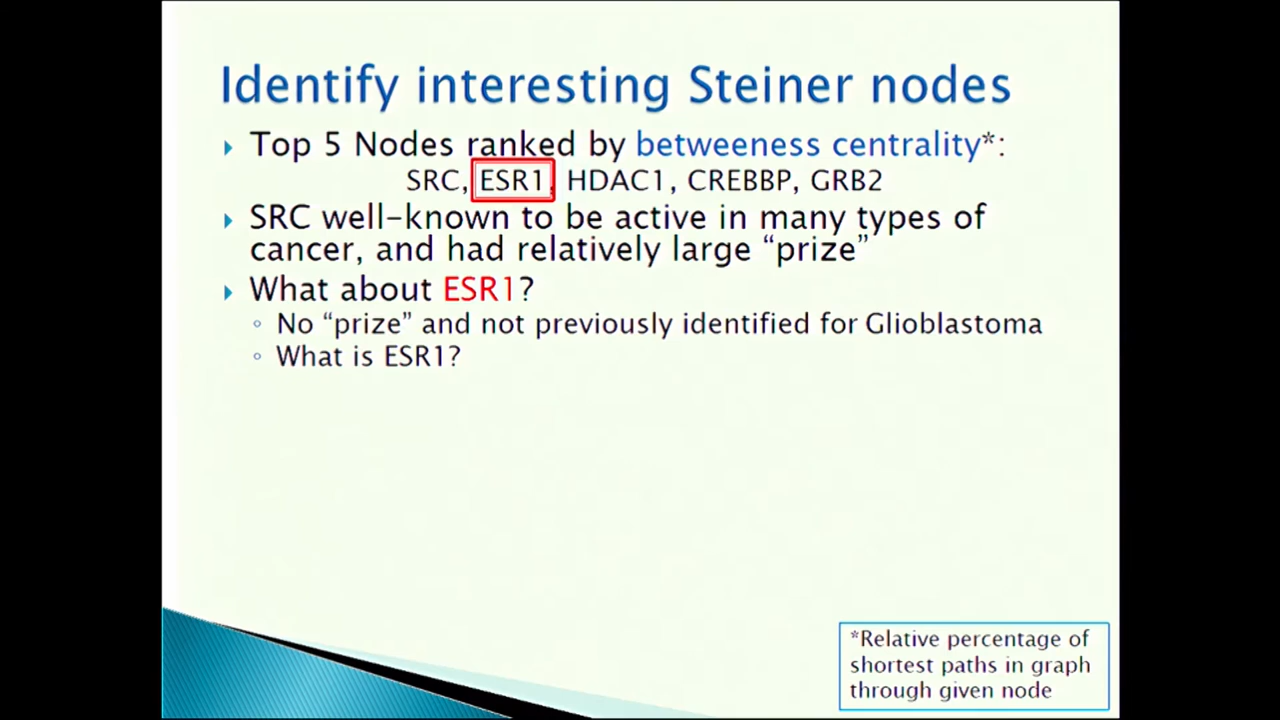 Identify interesting Steiner nodes
Top 5 Nodes ranked by betweeness centrality*:
SRC, ESR1, HDAC1, CREBBP, GRB2
SRC well-known to be active in many types of
cancer, and had relatively large “prize”
What about ESR1?
No “prize” and not previously identified for Glioblastoma
What is ESR1?
*Relative percentage of
shortest paths in graph
through given node